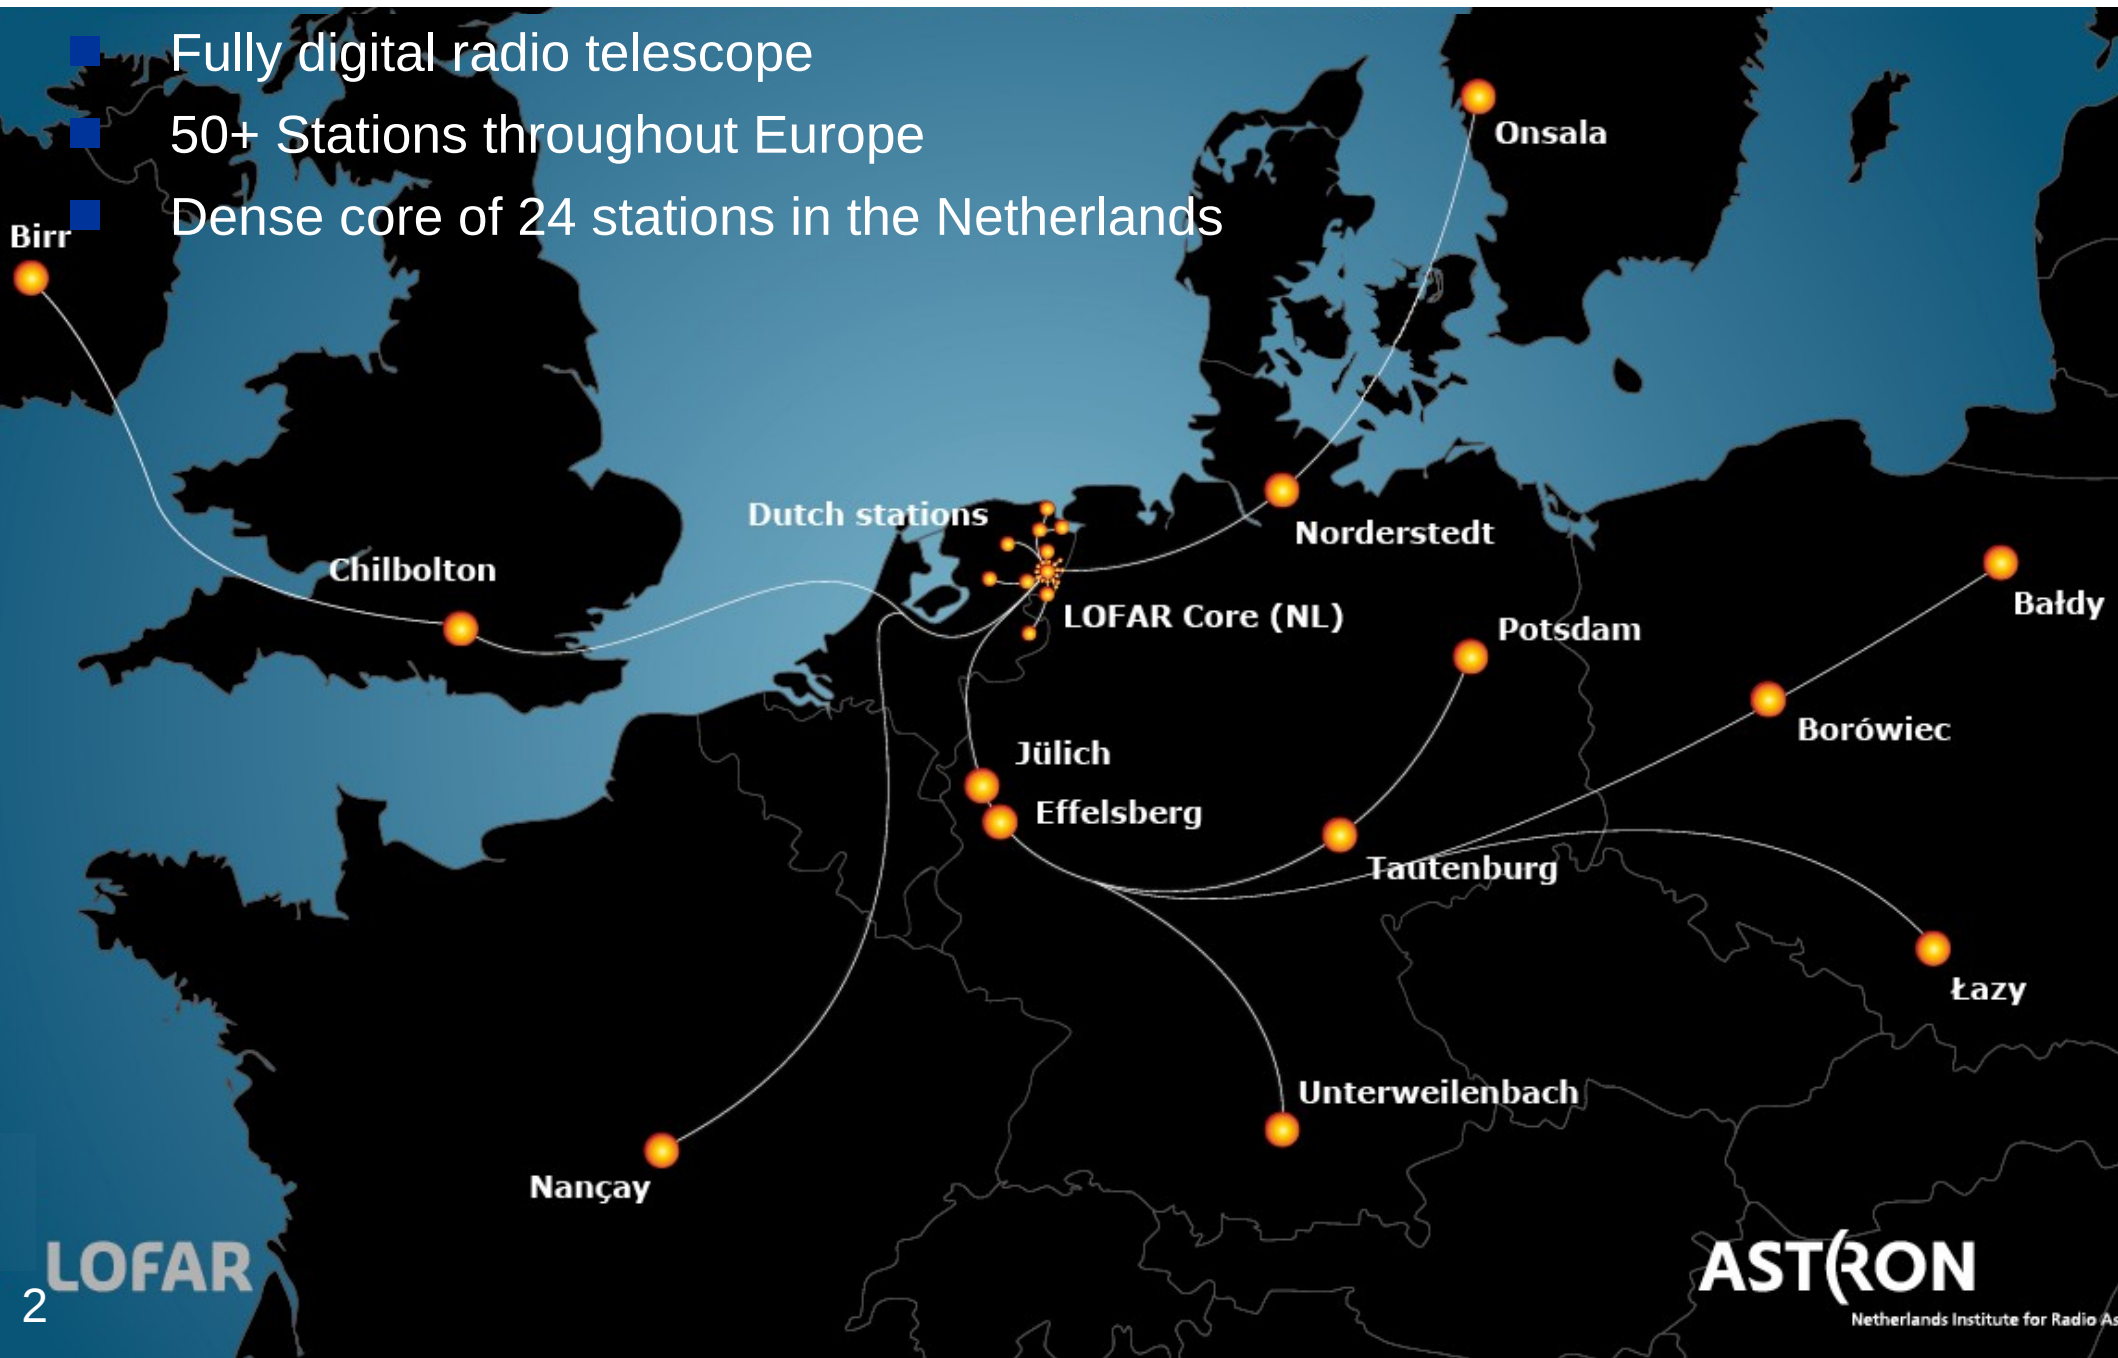 Fully digital radio telescope
50+ Stations throughout Europe
Dense core of 24 stations in the Netherlands
Onsala
Birr
Dutch stations
Norderstedt
Chilbolton
Bałdy
LOFAR Core (NL)
Potsdam
Borówiec
Jülich
Effelsberg
Tautenburg
Łazy
Unterweilenbach
Nançay
LOFAR
ASTRON
2
Netherlands Institute for Radio As